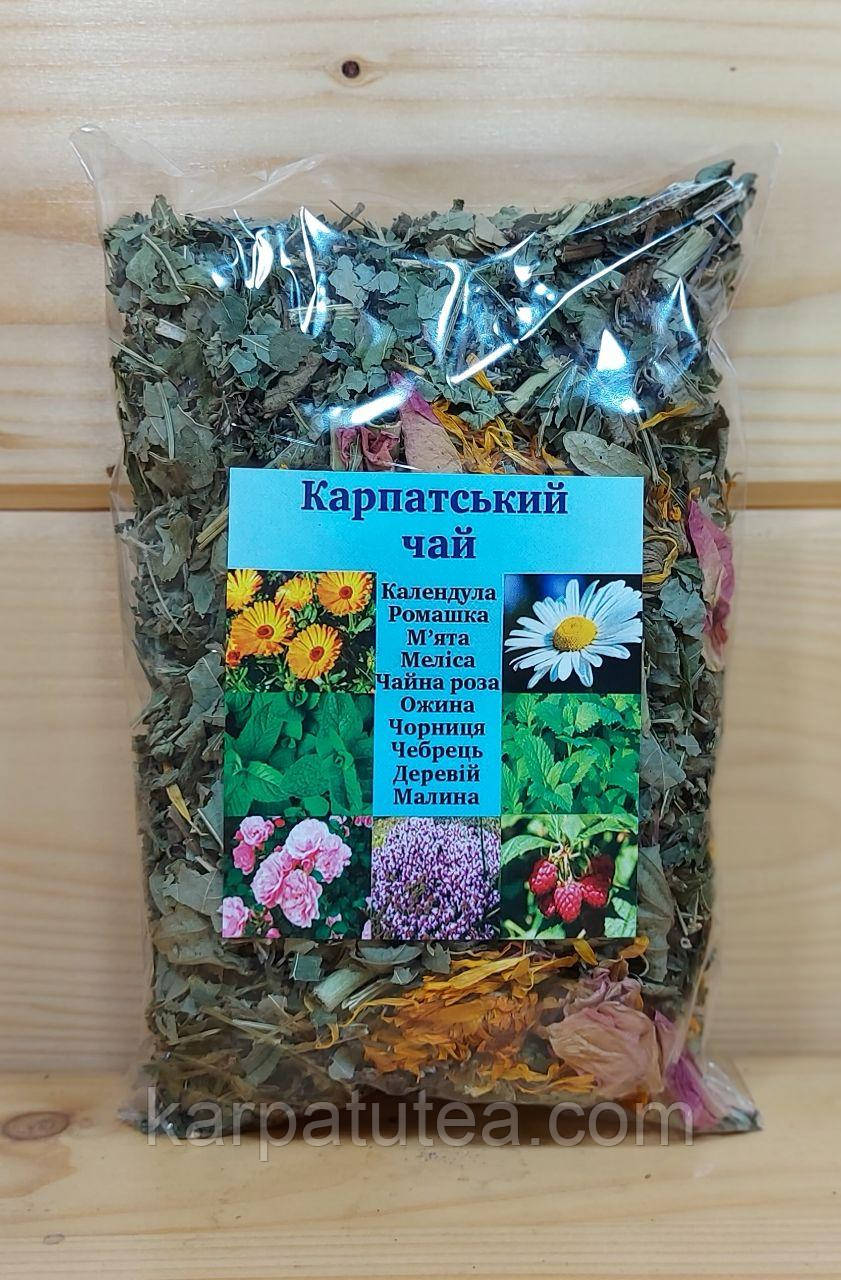 Карпатський
чай
Календула
Ромашка
М’ята
Меліса
Чайна роза
Ожина
Чорниця
Чебрець
Деревій
Малина
karpatutea.com